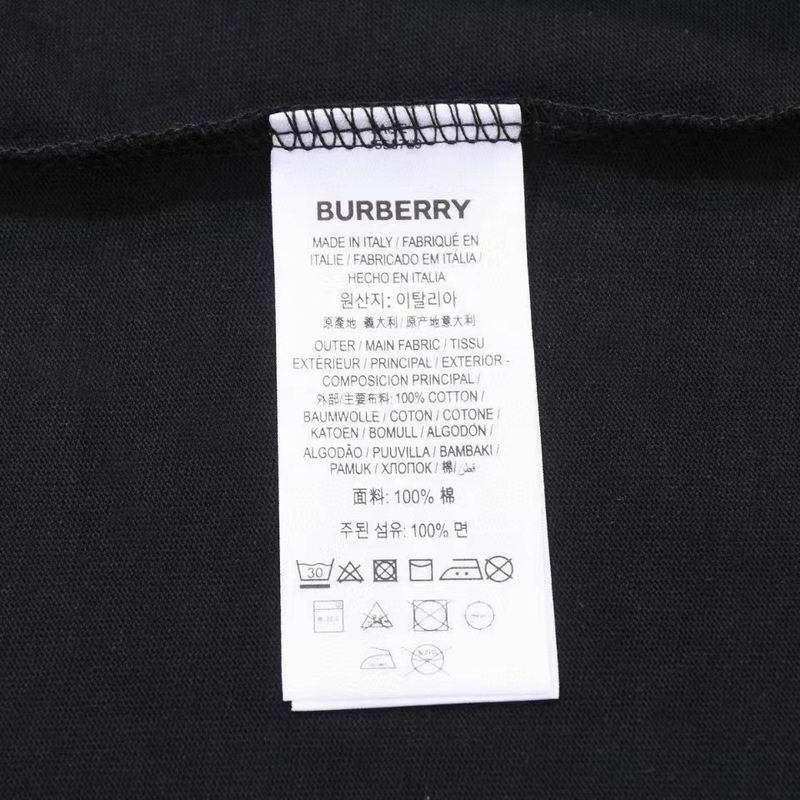 BURBERRY
MADE IN ITALY / FABRIQUÉ EN
ITALIE / FABRICADO EM ITÁLIA /
HECHO EN ITALIA
원산지: 이탈리아
原產地 義大利 / 原产地意大利
OUTER / MAIN FABRIC / TISSU
EXTÉRIEUR / PRINCIPAL / EXTERIOR -
COMPOSICION PRINCIPAL /
外部/主要布料: 100% COTTON /
BAUMWOLLE / COTON / COTONE /
KATOEN / BOMULL / ALGODÓN /
ALGODÃO / PUUVILLA / ΒΑΜΒΑΚΙ /
PAMUK / ХЛОПОК / 棉/ قطن
面料: 100% 棉
주된 섬유: 100% 면
30